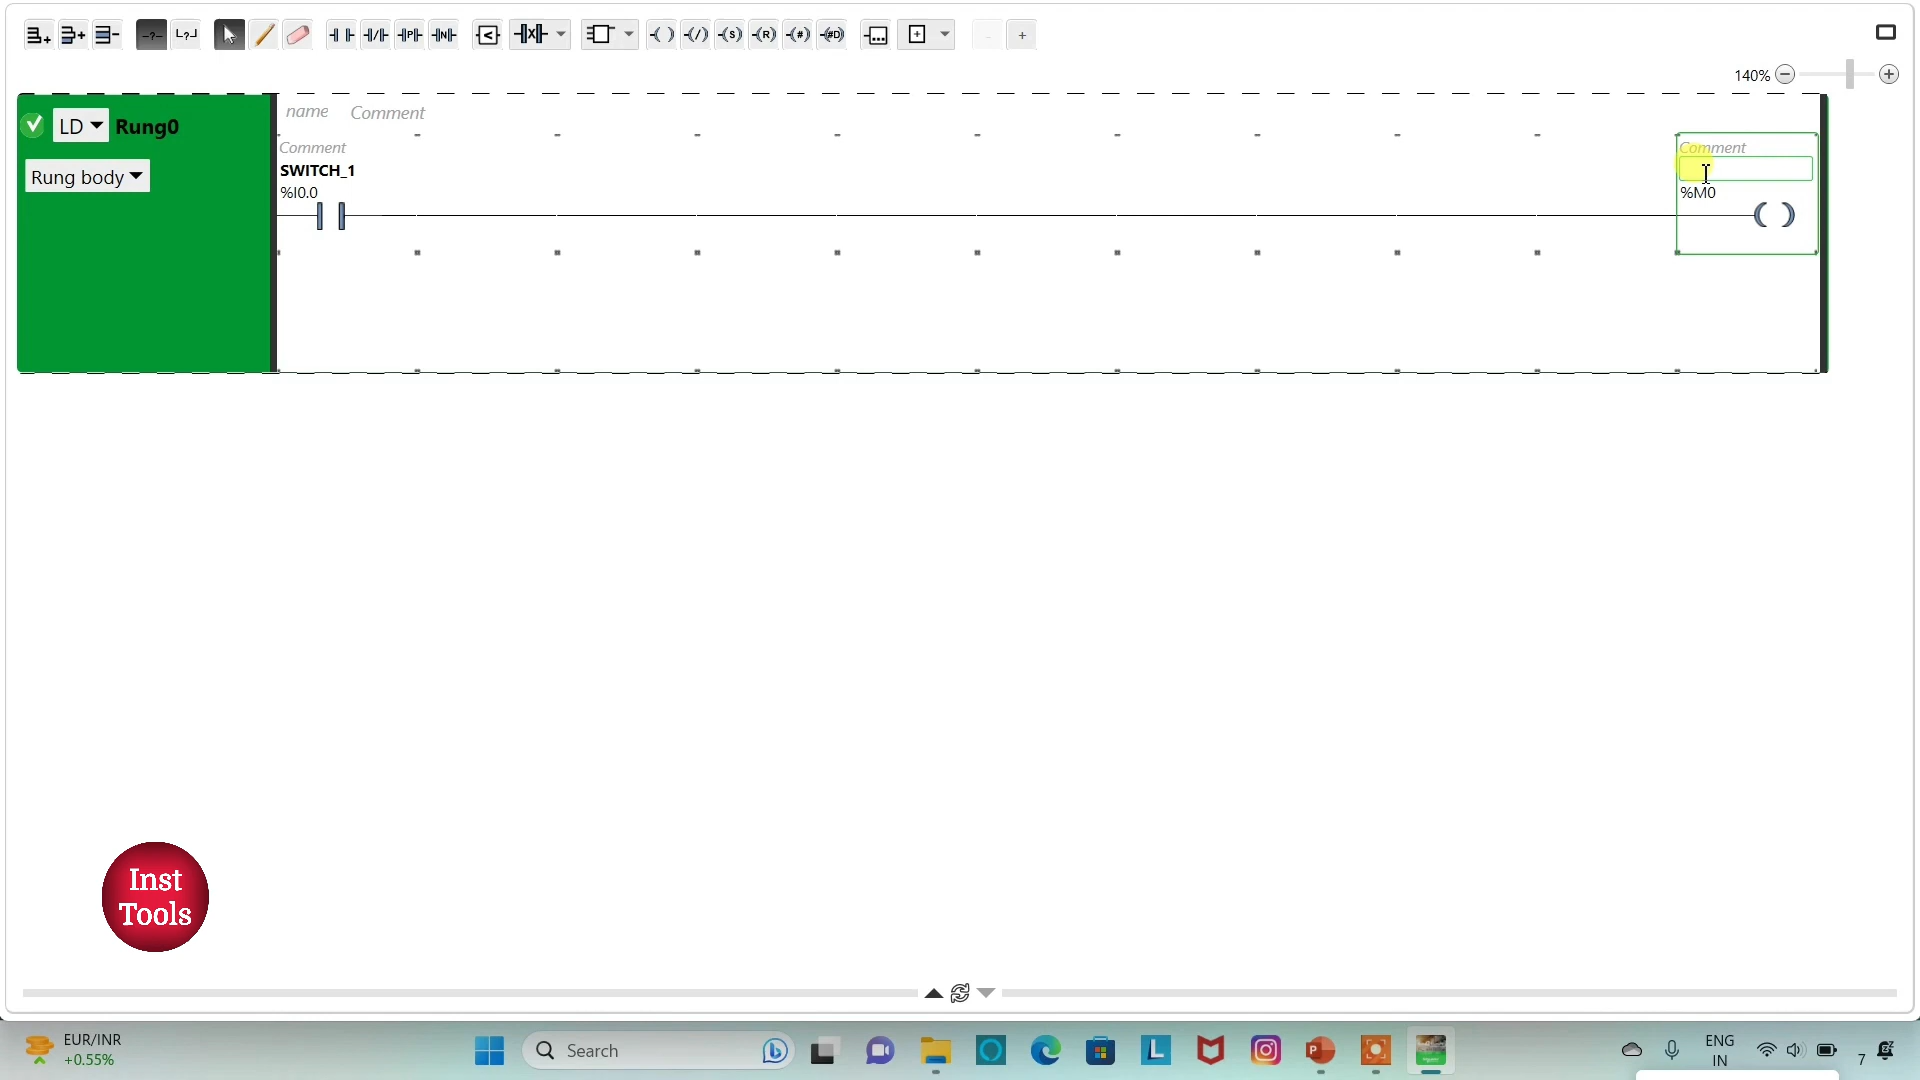 140%
LD Rung0
name Comment
Comment
Comment
SWITCH_1
Rung body
%I0.0
%M0
Inst
Tools
EUR/INR
+0.55%
Search
ENG
IN
7